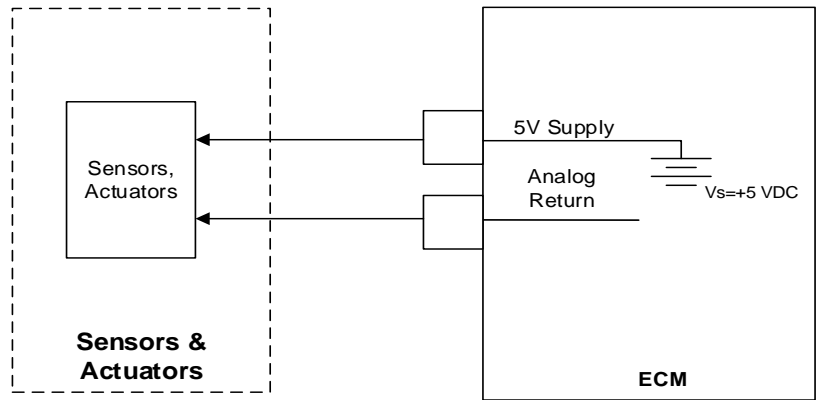 Sensors,
Actuators
Sensors &
Actuators
5V Supply
Analog
Return
Vs=+5 VDC
ECM